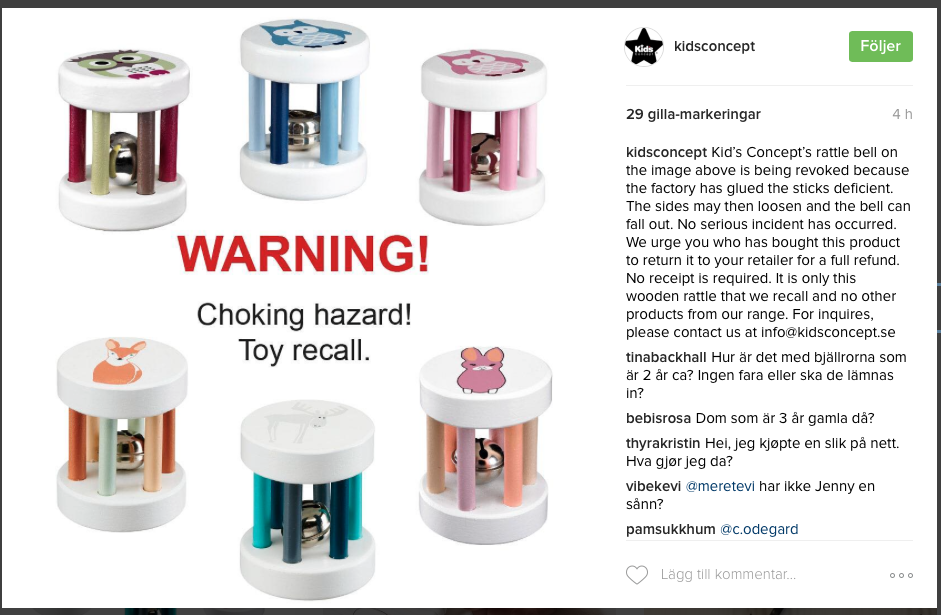 WARNING!
Choking hazard!
Toy recall.
Kids
CONCEPT
kidsconcept
Följer
29 gilla-markeringar
4 h
kidsconcept Kid's Concept's rattle bell on
the image above is being revoked because
the factory has glued the sticks deficient.
The sides may then loosen and the bell can
fall out. No serious incident has occurred.
We urge you who has bought this product
to return it to your retailer for a full refund.
No receipt is required. It is only this
wooden rattle that we recall and no other
products from our range. For inquires,
please contact us at info@kidsconcept.se
tinabackhall Hur är det med bjällrorna som
är 2 år ca? Ingen fara eller ska de lämnas
in?
bebisrosa Dom som är 3 år gamla då?
thyrakristin Hei, jeg kjøpte en slik på nett.
Hva gjør jeg da?
vibekevi @meretevi har ikke Jenny en
sånn?
pamsukkhum @c.odegard
Lägg till kommentar...